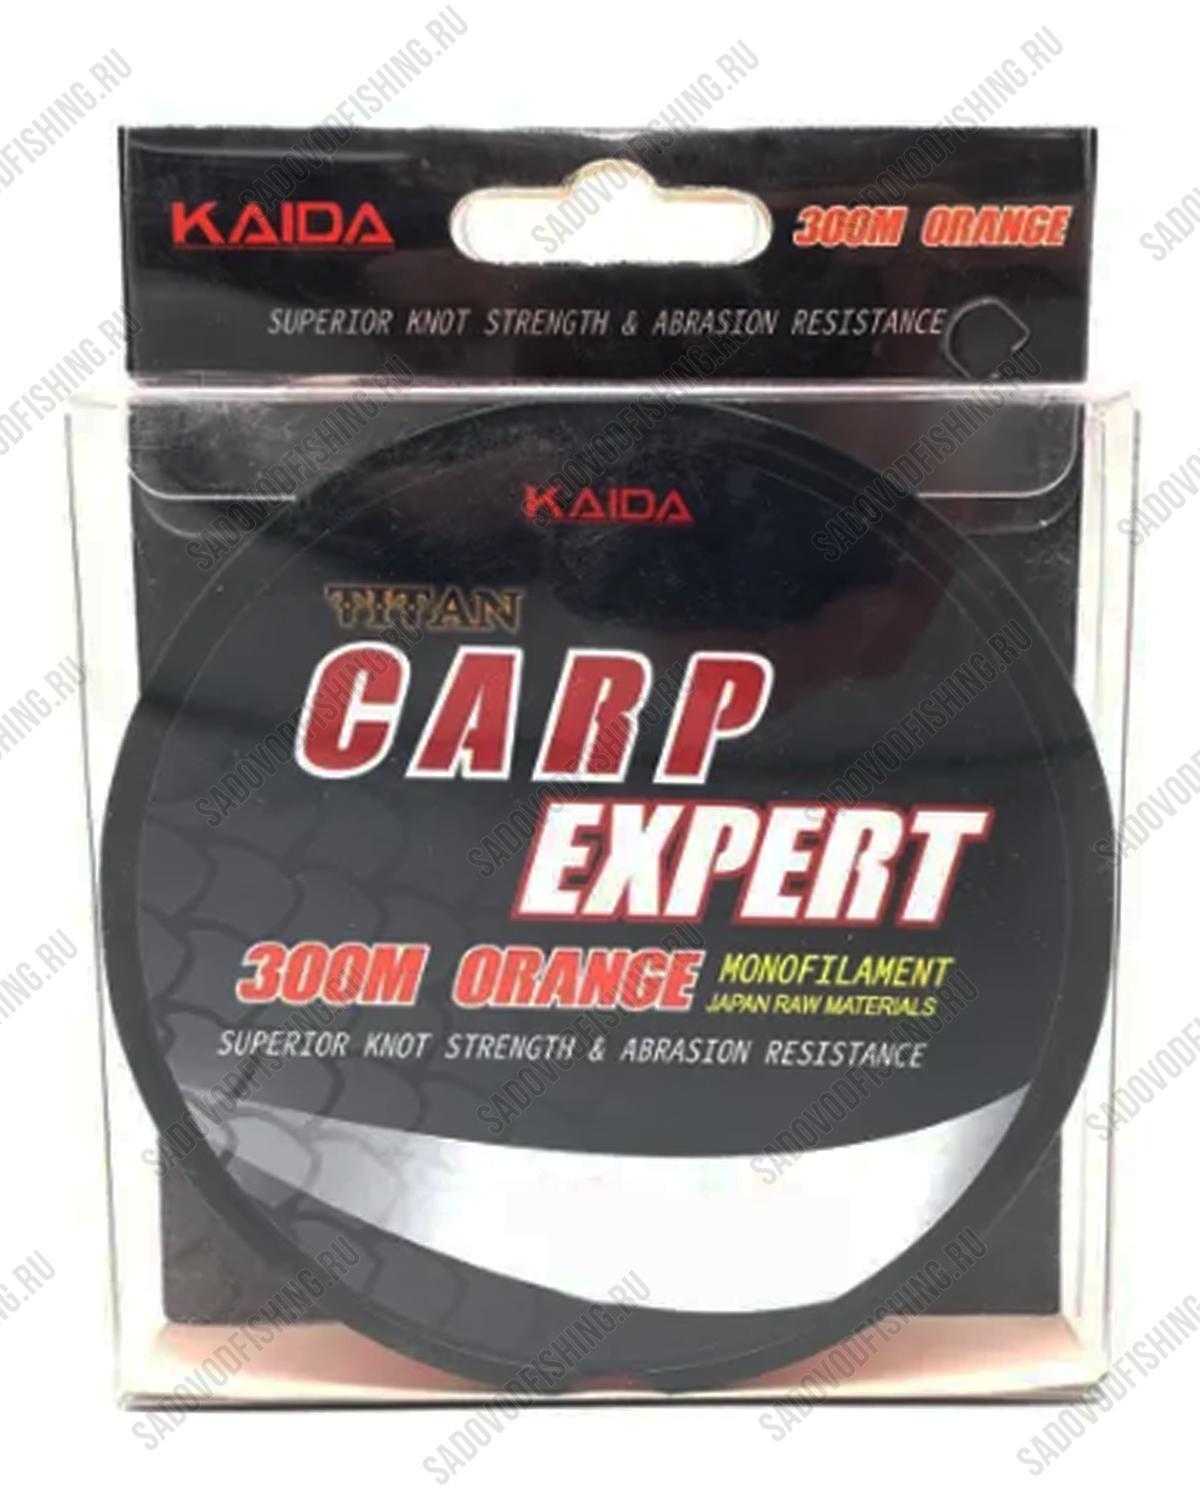 KAIDA
300M ORANGE
SUPERIOR KNOT STRENGTH & ABRASION RESISTANCE
KAIDA
TITAN
CARP
EXPERT
300M ORANGE
MONOFILAMENT
JAPAN RAW MATERIALS
SUPERIOR KNOT STRENGTH & ABRASION RESISTANCE
SADOVODFISHING.RU